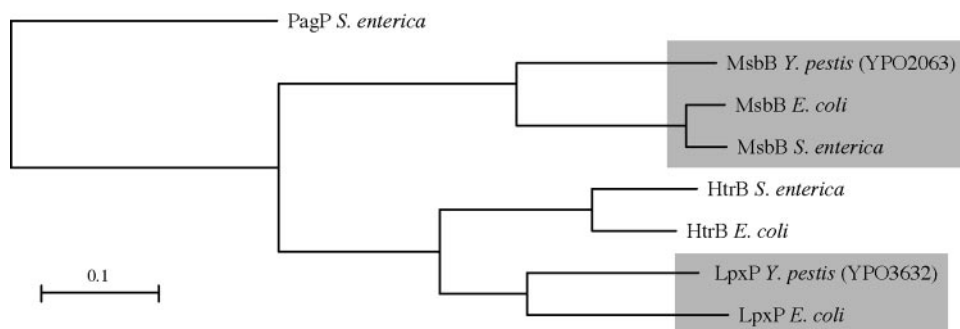 PagP S. enterica
MsbB Y. pestis (YPO2063)
MsbB E. coli
MsbB S. enterica
HtrB S. enterica
HtrB E. coli
LpxP Y. pestis (YPO3632)
LpxP E. coli
0.1